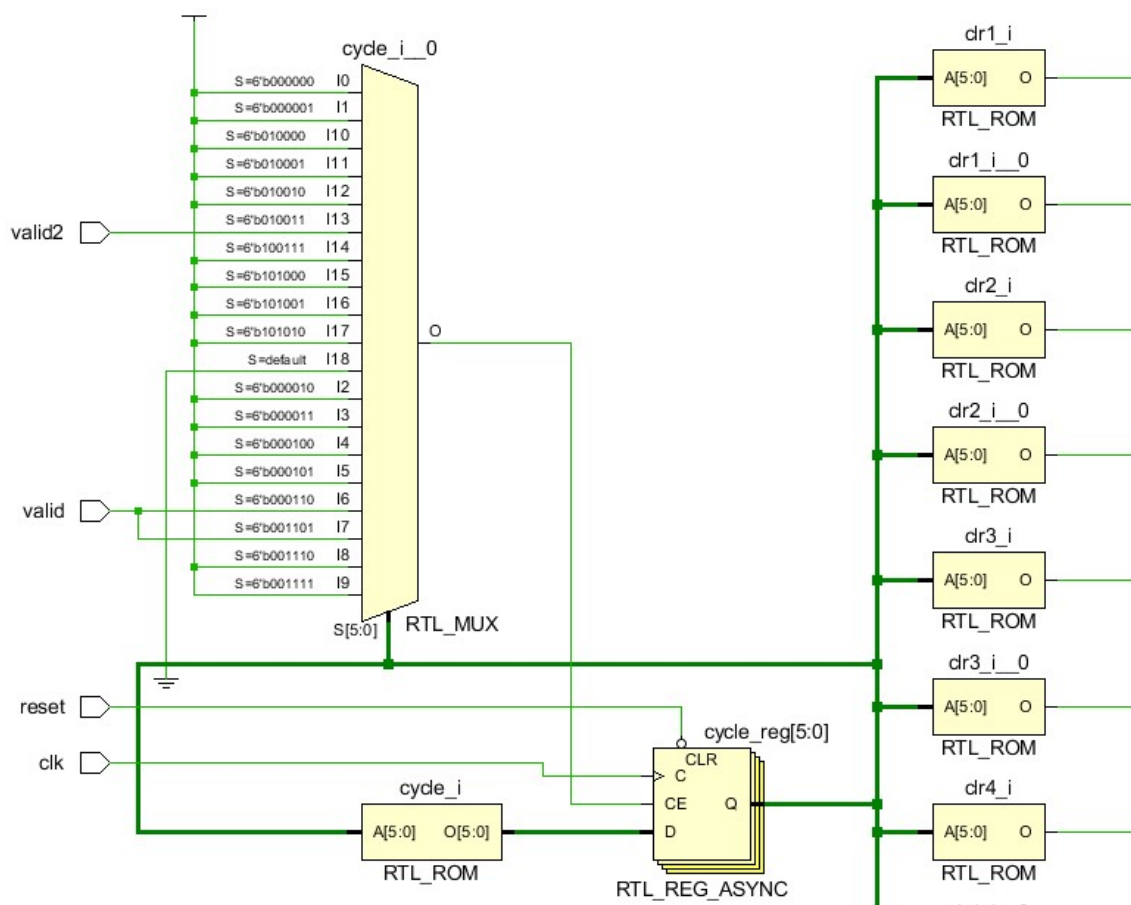 cycle_i__0
S=6'b000000 I0
S=6'b000001 I1
S=6'b010000 I10
S=6'b010001 I11
S=6'b010010 I12
S=6'b010011 I13
S=6'b100111 I14
S=6'b101000 I15
S=6'b101001 I16
S=6'b101010 I17
S=default I18
S=6'b000010 I2
S=6'b000011 I3
S=6'b000100 I4
S=6'b000101 I5
S=6'b000110 I6
S=6'b001101 I7
S=6'b001110 I8
S=6'b001111 I9
O
S[5:0]
RTL_MUX
valid2
valid
reset
clk
cycle_i
A[5:0] O[5:0]
RTL_ROM
cycle_reg[5:0]
CLR
C
CE Q
D
RTL_REG_ASYNC
clr1_i
A[5:0] O
RTL_ROM
clr1_i__0
A[5:0] O
RTL_ROM
clr2_i
A[5:0] O
RTL_ROM
clr2_i__0
A[5:0] O
RTL_ROM
clr3_i
A[5:0] O
RTL_ROM
clr3_i__0
A[5:0] O
RTL_ROM
clr4_i
A[5:0] O
RTL_ROM